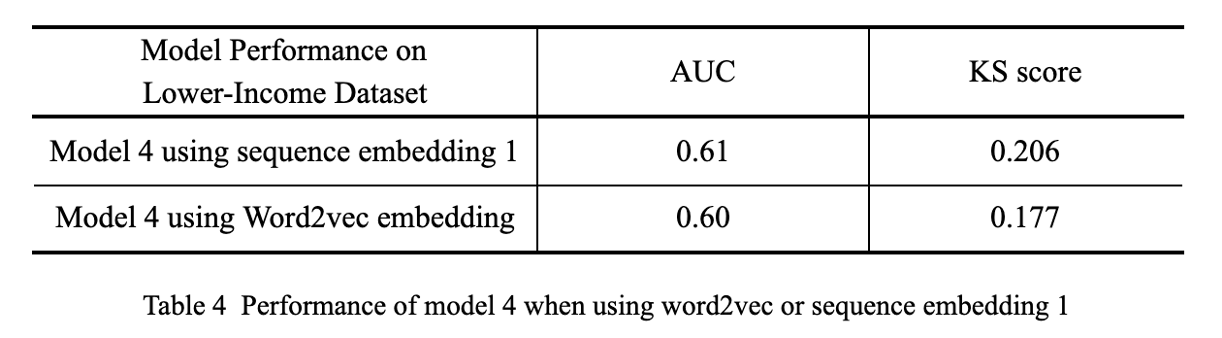 Model Performance on
Lower-Income Dataset
AUC
KS score
Model 4 using sequence embedding 1
0.61
0.206
Model 4 using Word2vec embedding
0.60
0.177
Table 4 Performance of model 4 when using word2vec or sequence embedding 1